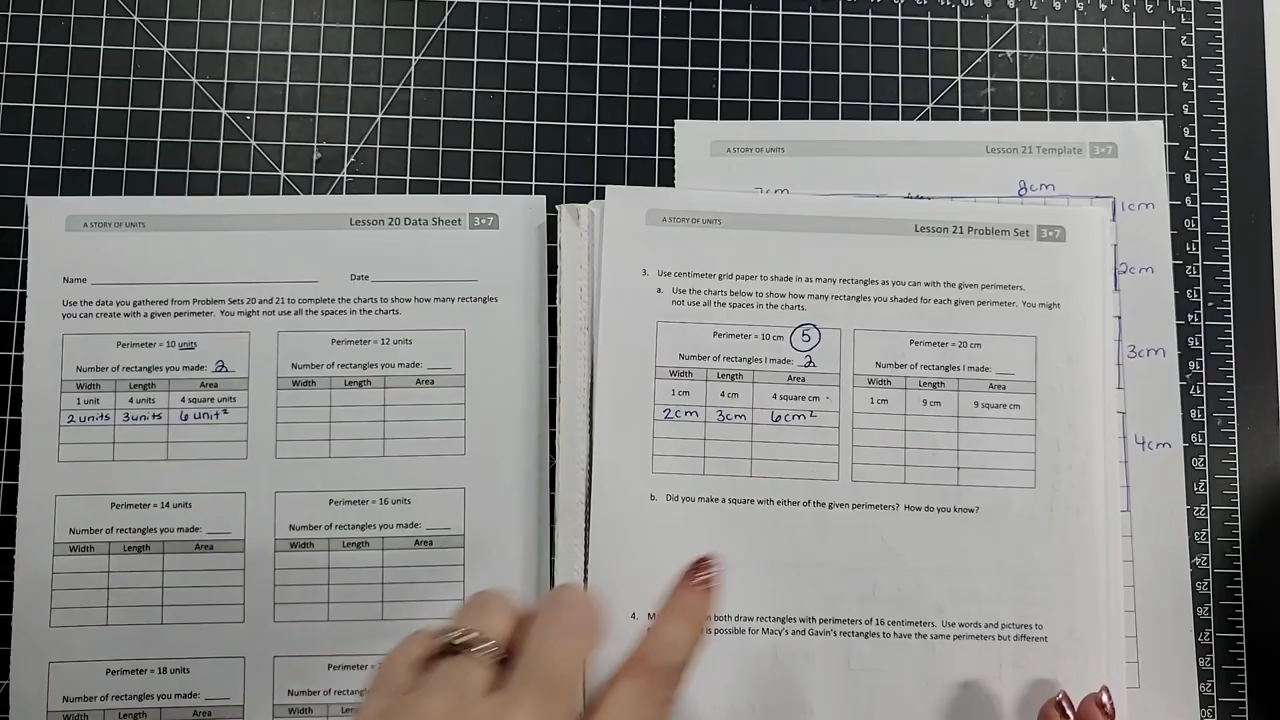 A STORY OF UNITS
Lesson 21 Template 3•7
8cm
1cm
2cm
3cm
4cm
A STORY OF UNITS
Lesson 20 Data Sheet 3•7
Name
Date
Use the data you gathered from Problem Sets 20 and 21 to complete the charts to show how many rectangles
you can create with a given perimeter. You might not use all the spaces in the charts.
Perimeter = 10 units
Number of rectangles you made: 2
Width Length Area
1 unit 4 units 4 square units
2 units 3 units 6 unit²
Perimeter = 12 units
Number of rectangles you made:
Width Length Area
Perimeter = 14 units
Number of rectangles you made:
Width Length Area
Perimeter = 16 units
Number of rectangles you made:
Width Length Area
Perimeter = 18 units
Number of rectangles you made:
Width Length Area
Perimeter =
Number of
Width
A STORY OF UNITS
Lesson 21 Problem Set 3•7
3. Use centimeter grid paper to shade in as many rectangles as you can with the given perimeters.
a. Use the charts below to show how many rectangles you shaded for each given perimeter. You might
not use all the spaces in the charts.
Perimeter = 10 cm 5
Number of rectangles I made: 2
Width Length Area
1 cm 4 cm 4 square cm
2cm 3cm 6cm²
Perimeter = 20 cm
Number of rectangles I made:
Width Length Area
1 cm 9 cm 9 square cm
b. Did you make a square with either of the given perimeters? How do you know?
4. both draw rectangles with perimeters of 16 centimeters. Use words and pictures to
is possible for Macy's and Gavin's rectangles to have the same perimeters but different